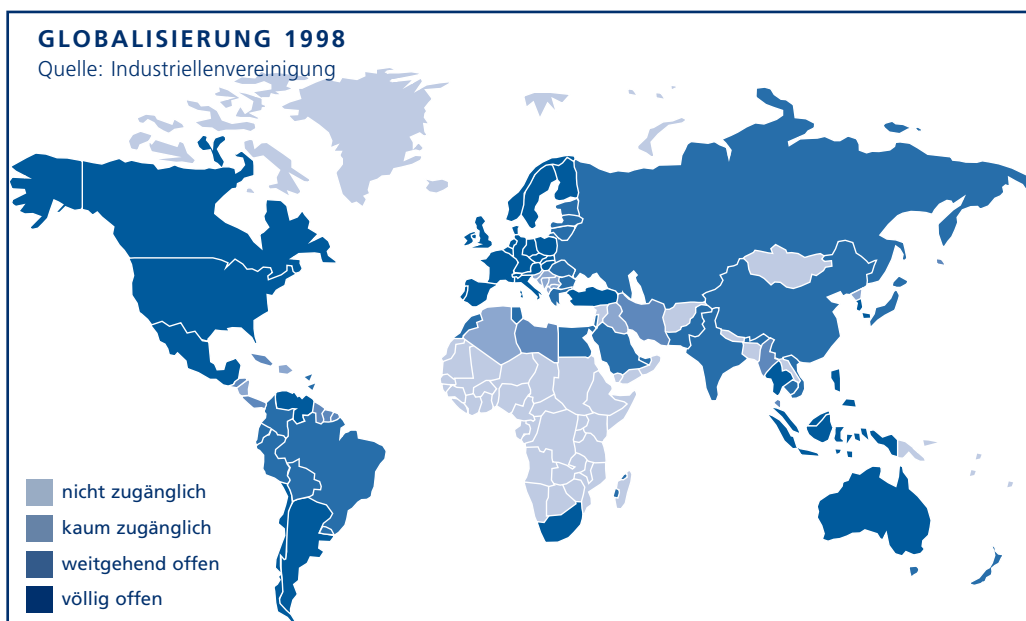 GLOBALISIERUNG 1998
Quelle: Industriellenvereinigung
nicht zugänglich
kaum zugänglich
weitgehend offen
völlig offen